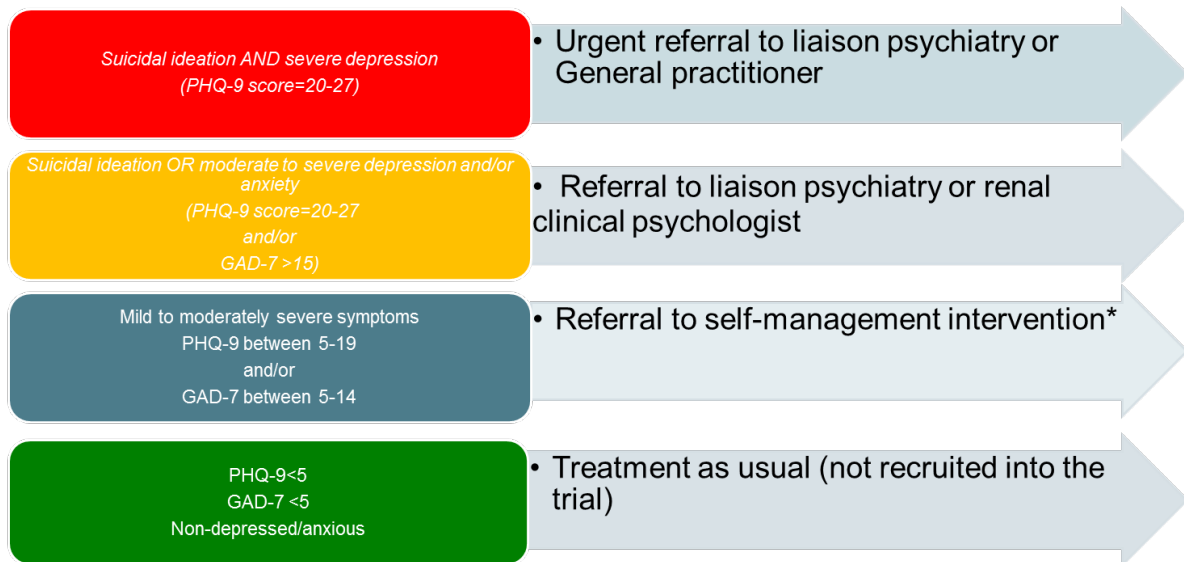 Suicidal ideation AND severe depression
(PHQ-9 score=20-27)
• Urgent referral to liaison psychiatry or
General practitioner
Suicidal ideation OR moderate to severe depression and/or
anxiety
(PHQ-9 score=20-27
and/or
GAD-7 >15)
• Referral to liaison psychiatry or renal
clinical psychologist
Mild to moderately severe symptoms
PHQ-9 between 5-19
and/or
GAD-7 between 5-14
• Referral to self-management intervention*
PHQ-9<5
GAD-7 <5
Non-depressed/anxious
• Treatment as usual (not recruited into the
trial)